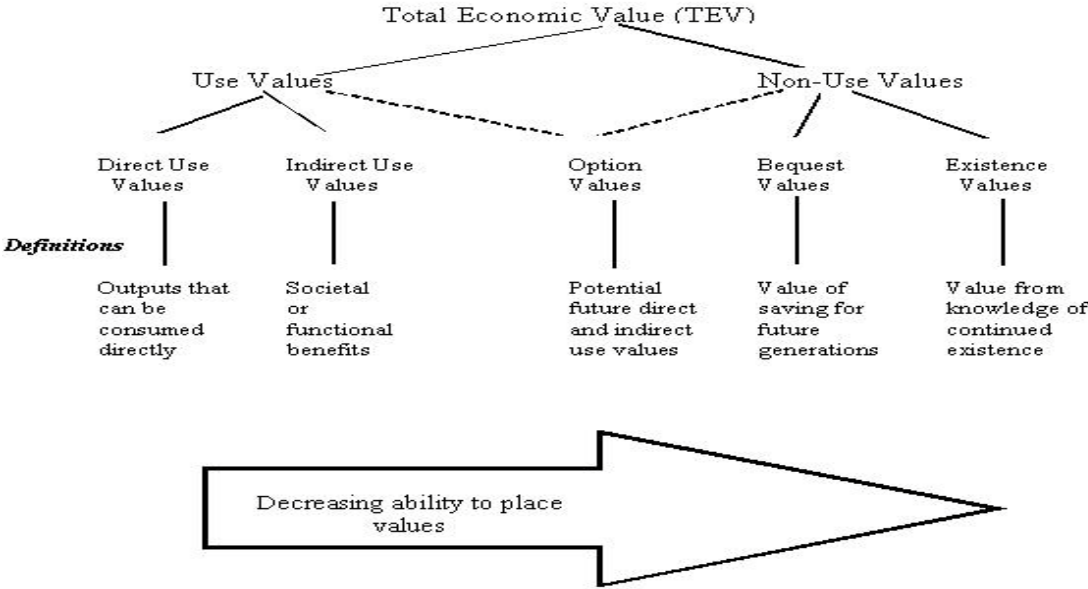 Total Economic Value (TEV)
Use Values
Non-Use Values
Direct Use
Values
Indirect Use
Values
Option
Values
Bequest
Values
Existence
Values
Definitions
Outputs that
can be
consumed
directly
Societal
or
functional
benefits
Potential
future direct
and indirect
use values
Value of
saving for
future
generations
Value from
knowledge of
continued
existence
Decreasing ability to place
values